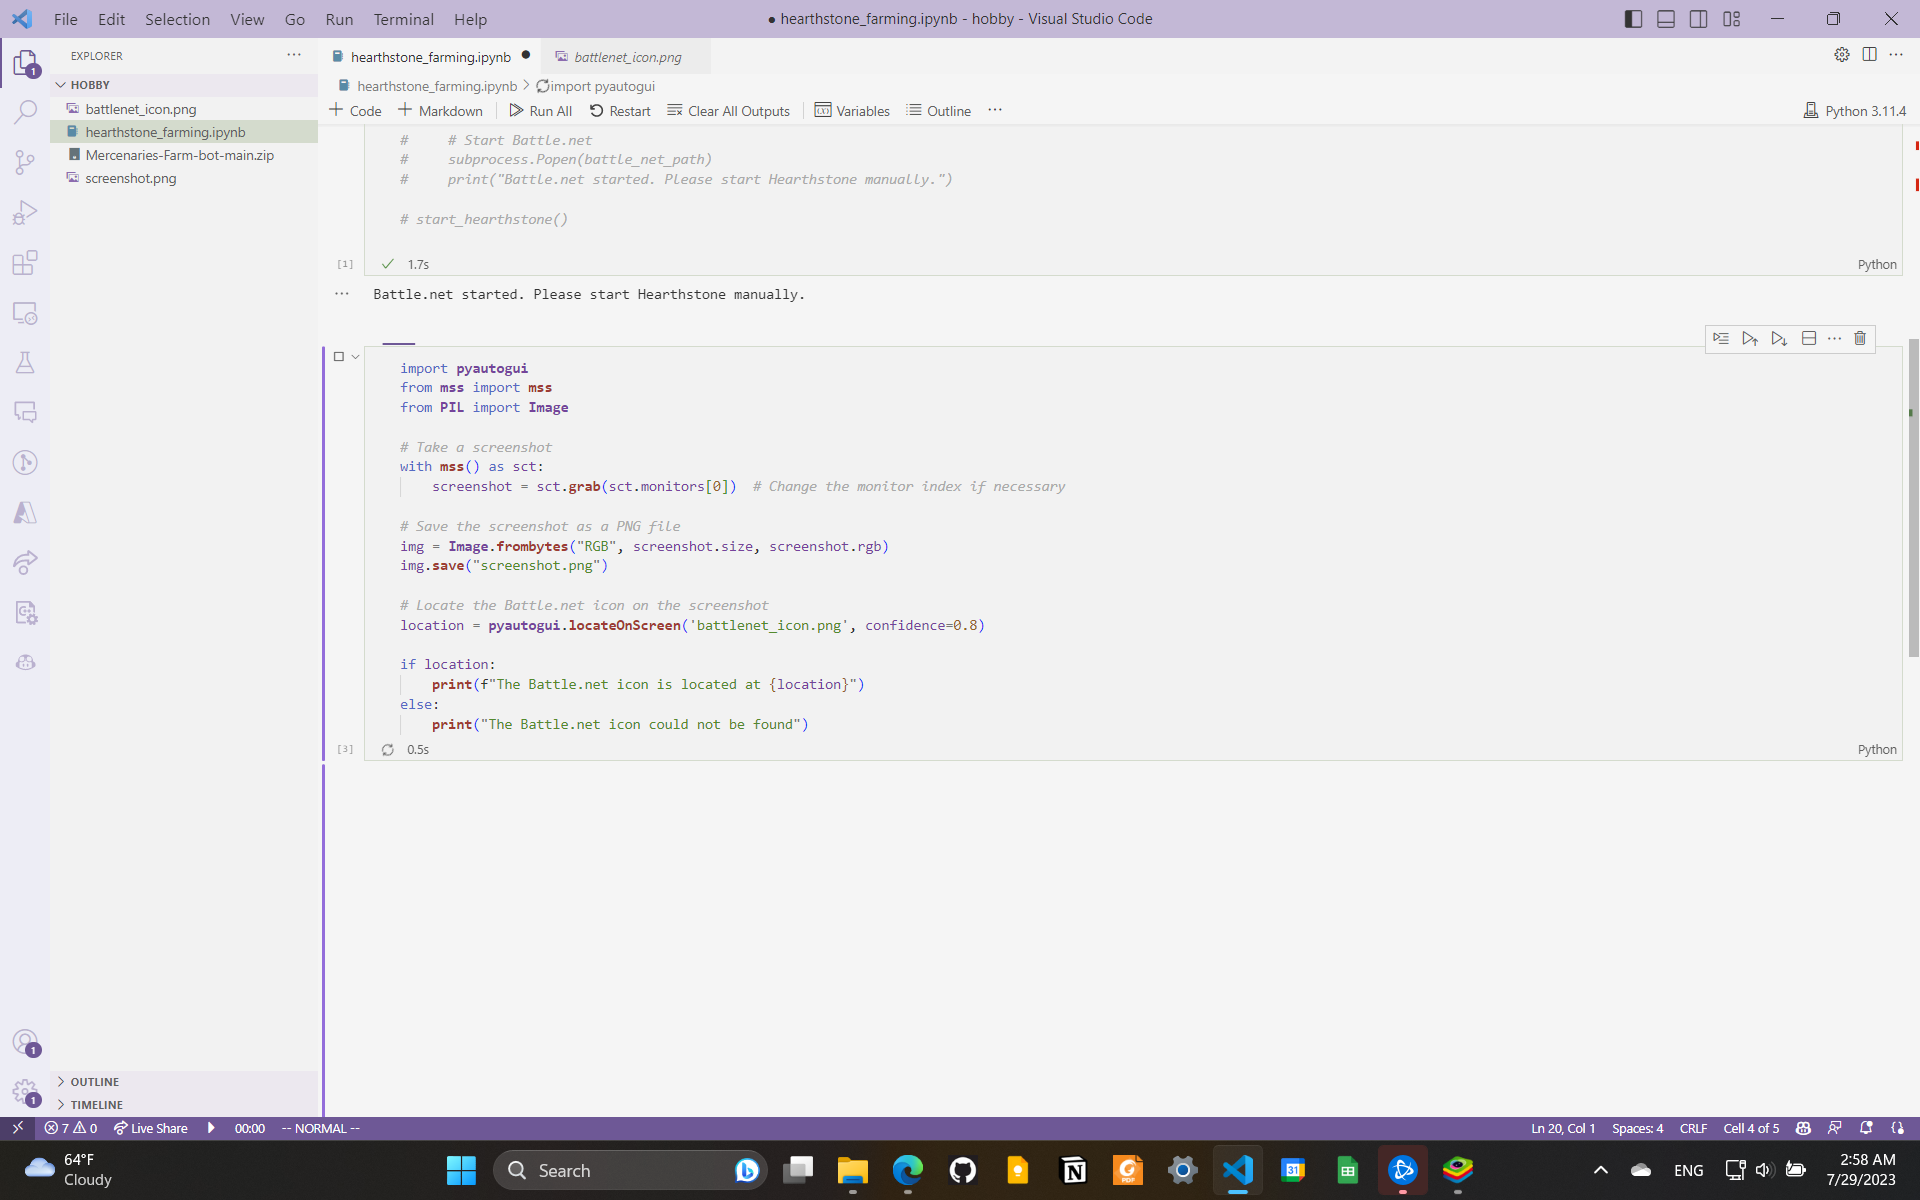 File Edit Selection View Go Run Terminal Help
● hearthstone_farming.ipynb - hobby - Visual Studio Code
EXPLORER
HOBBY
battlenet_icon.png
hearthstone_farming.ipynb
Mercenaries-Farm-bot-main.zip
screenshot.png
OUTLINE
TIMELINE
hearthstone_farming.ipynb
battlenet_icon.png
hearthstone_farming.ipynb > import pyautogui
Code Markdown Run All Restart Clear All Outputs Variables Outline
Python 3.11.4
#     # Start Battle.net
#     subprocess.Popen(battle_net_path)
#     print("Battle.net started. Please start Hearthstone manually.")
# start_hearthstone()
[1] 1.7s Python
Battle.net started. Please start Hearthstone manually.
import pyautogui
from mss import mss
from PIL import Image
# Take a screenshot
with mss() as sct:
    screenshot = sct.grab(sct.monitors[0])  # Change the monitor index if necessary
# Save the screenshot as a PNG file
img = Image.frombytes("RGB", screenshot.size, screenshot.rgb)
img.save("screenshot.png")
# Locate the Battle.net icon on the screenshot
location = pyautogui.locateOnScreen('battlenet_icon.png', confidence=0.8)
if location:
    print(f"The Battle.net icon is located at {location}")
else:
    print("The Battle.net icon could not be found")
[3] 0.5s Python
1
1
1
7 0 Live Share 00:00 -- NORMAL --
Ln 20, Col 1 Spaces: 4 CRLF Cell 4 of 5
64°F
Cloudy
Search
PDF
31
ENG
2:58 AM
7/29/2023